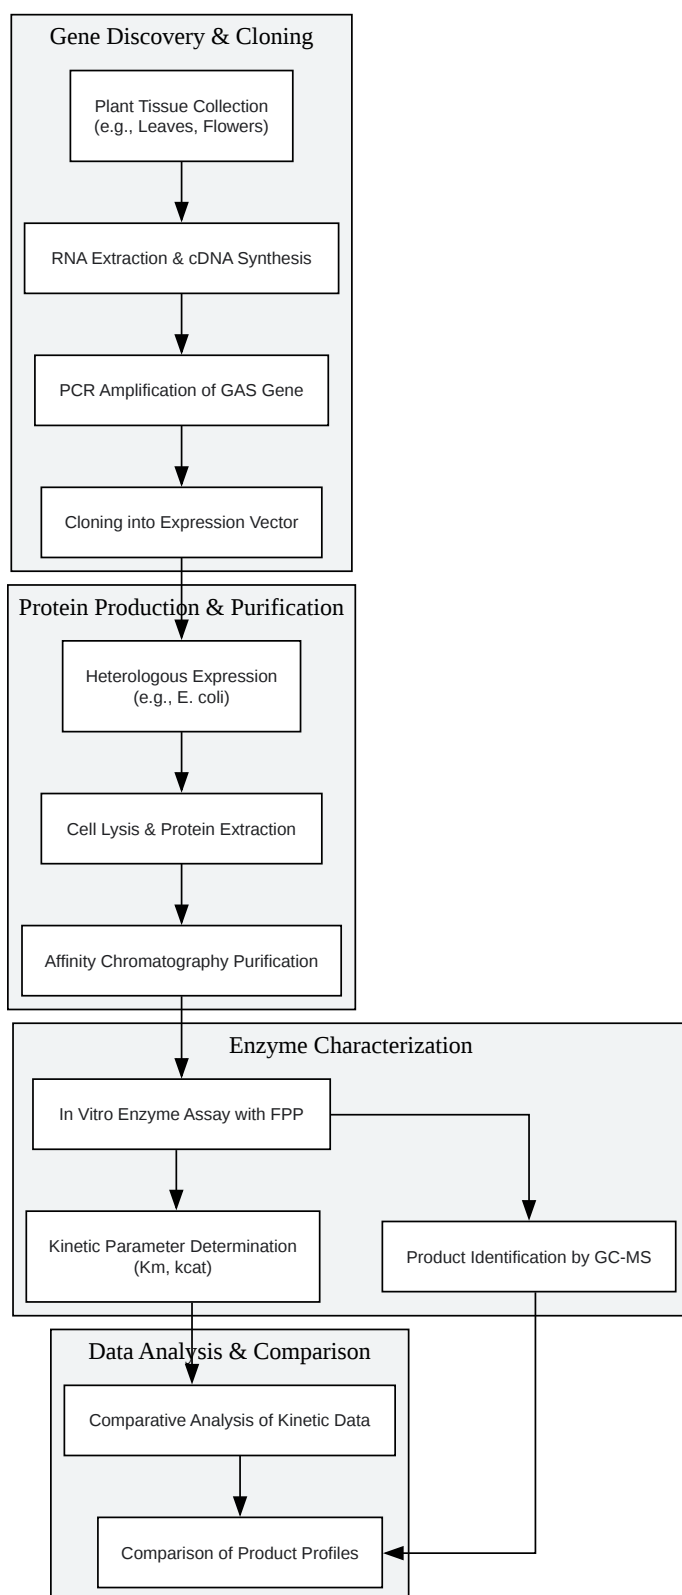 Gene Discovery & Cloning
Plant Tissue Collection
(e.g., Leaves, Flowers)
RNA Extraction & cDNA Synthesis
PCR Amplification of GAS Gene
Cloning into Expression Vector
Protein Production & Purification
Heterologous Expression
(e.g., E. coli)
Cell Lysis & Protein Extraction
Affinity Chromatography Purification
Enzyme Characterization
In Vitro Enzyme Assay with FPP
Kinetic Parameter Determination
(Km, kcat)
Product Identification by GC-MS
Data Analysis & Comparison
Comparative Analysis of Kinetic Data
Comparison of Product Profiles